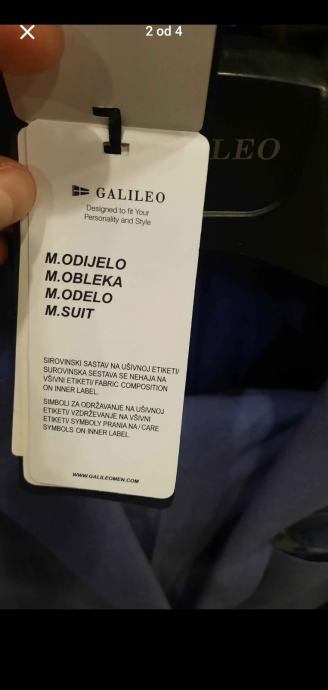 2 od 4
LEO
GALILEO
Designed to fit Your
Personality and Style
M.ODIJELO
M.OBLEKA
M.ODELO
M.SUIT
SIROVINSKI SASTAV NA UŠIVNOJ ETIKETI/
SUROVINSKA SESTAVA SE NEHAJA NA
VŠIVNI ETIKETI/ FABRIC COMPOSITION
ON INNER LABEL.
SIMBOLI ZA ODRŽAVANJE NA UŠIVNOJ
ETIKETI/ VZDRŽEVANJE NA VŠIVNI
ETIKETI/ SYMBOLY PRANIA NA / CARE
SYMBOLS ON INNER LABEL.
WWW.GALILEOMEN.COM